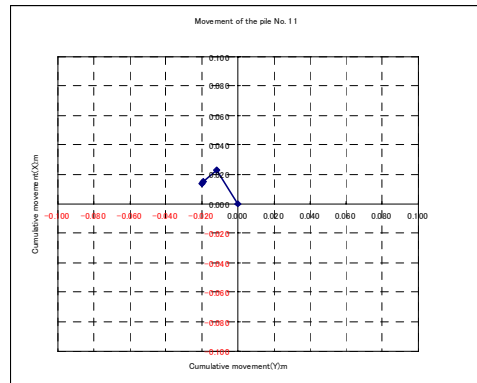 Movement of the pile No.11
0.100
0.080
0.060
0.040
0.020
0.000
-0.100 -0.080 -0.060 -0.040 -0.020 0.000 0.020 0.040 0.060 0.080 0.100
-0.020
-0.040
-0.060
-0.080
-0.100
Cumulative movement(X):m
Cumulative movement(Y):m